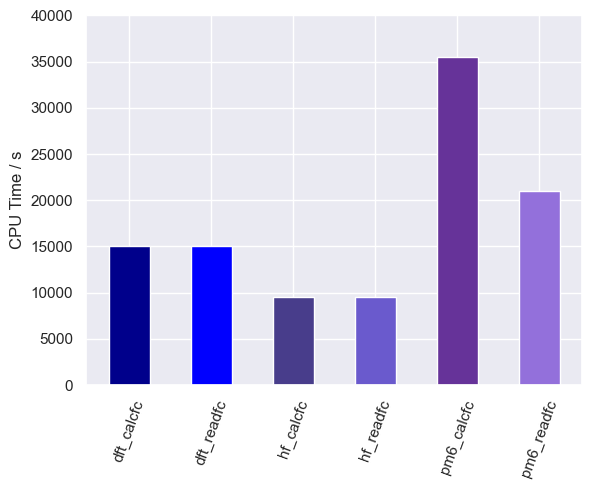 40000
35000
30000
25000
20000
15000
10000
5000
0
CPU Time / s
dft_calcfc
dft_readfc
hf_calcfc
hf_readfc
pm6_calcfc
pm6_readfc